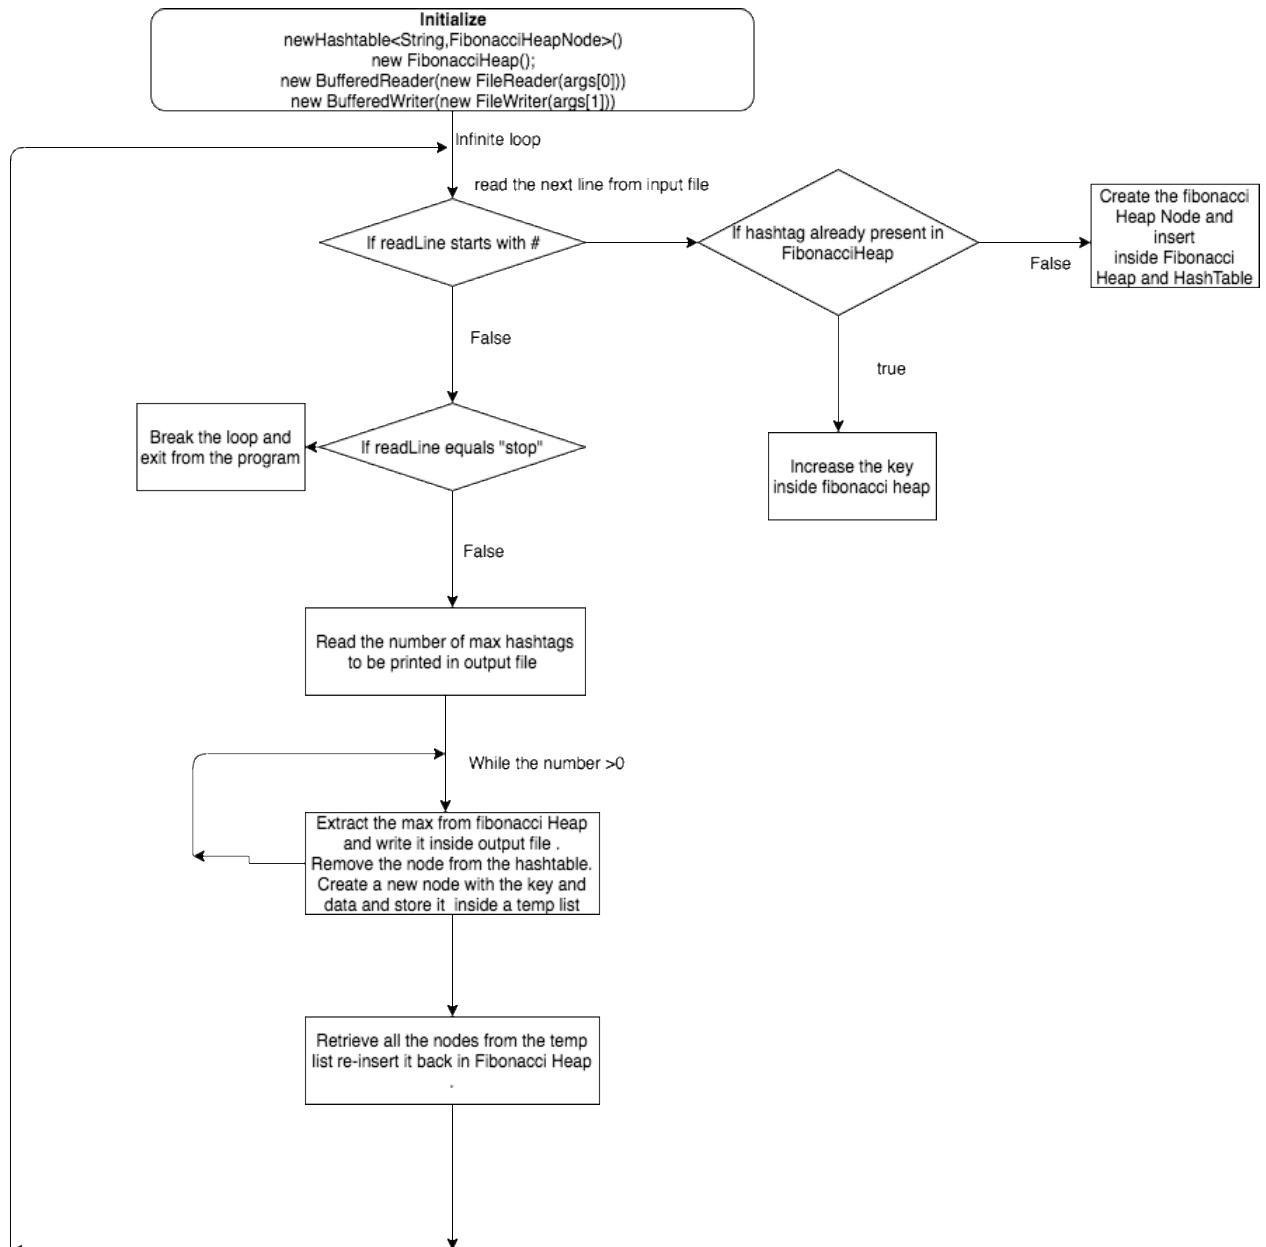 Initialize
newHashtable<String,FibonacciHeapNode>()
new FibonacciHeap();
new BufferedReader(new FileReader(args[0]))
new BufferedWriter(new FileWriter(args[1]))
Infinite loop
read the next line from input file
If readLine starts with #
If hashtag already present in
FibonacciHeap
False
Create the fibonacci
Heap Node and
insert
inside Fibonacci
Heap and HashTable
False
true
Break the loop and
exit from the program
If readLine equals "stop"
Increase the key
inside fibonacci heap
False
Read the number of max hashtags
to be printed in output file
While the number >0
Extract the max from fibonacci Heap
and write it inside output file .
Remove the node from the hashtable.
Create a new node with the key and
data and store it inside a temp list
Retrieve all the nodes from the temp
list re-insert it back in Fibonacci Heap
.